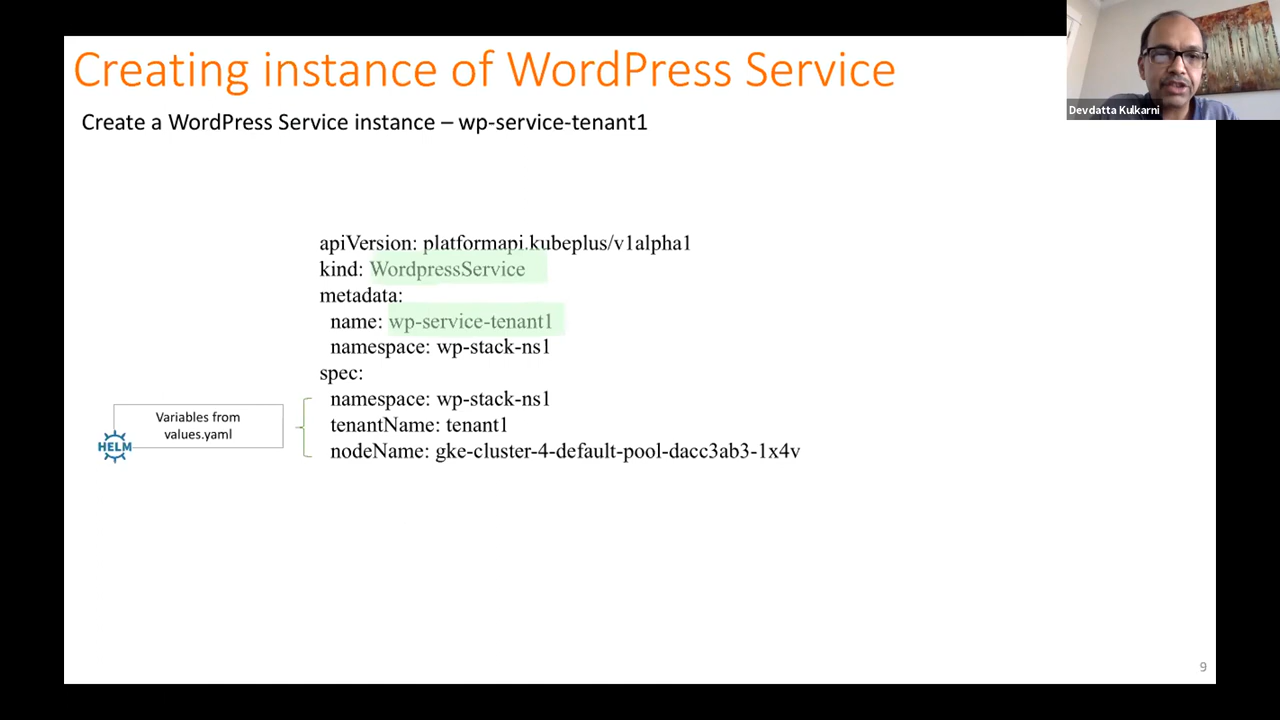 Creating instance of WordPress Service
Devdatta Kulkarni
Create a WordPress Service instance – wp-service-tenant1
apiVersion: platformapi.kubeplus/v1alpha1
kind: WordpressService
metadata:
name: wp-service-tenant1
namespace: wp-stack-ns1
spec:
namespace: wp-stack-ns1
tenantName: tenant1
nodeName: gke-cluster-4-default-pool-dacc3ab3-1x4v
Variables from
values.yaml
HELM
9